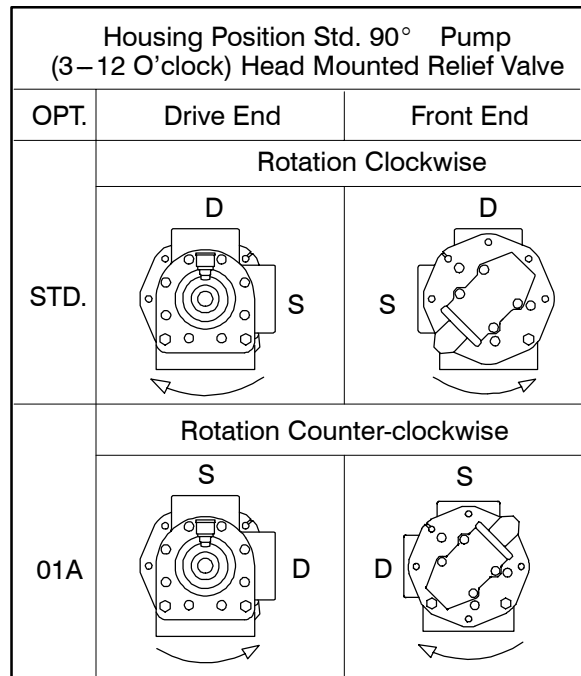 Housing Position Std. 90° Pump
(3–12 O'clock) Head Mounted Relief Valve
OPT. Drive End Front End
Rotation Clockwise
D D
STD. S S
Rotation Counter-clockwise
S S
01A D D